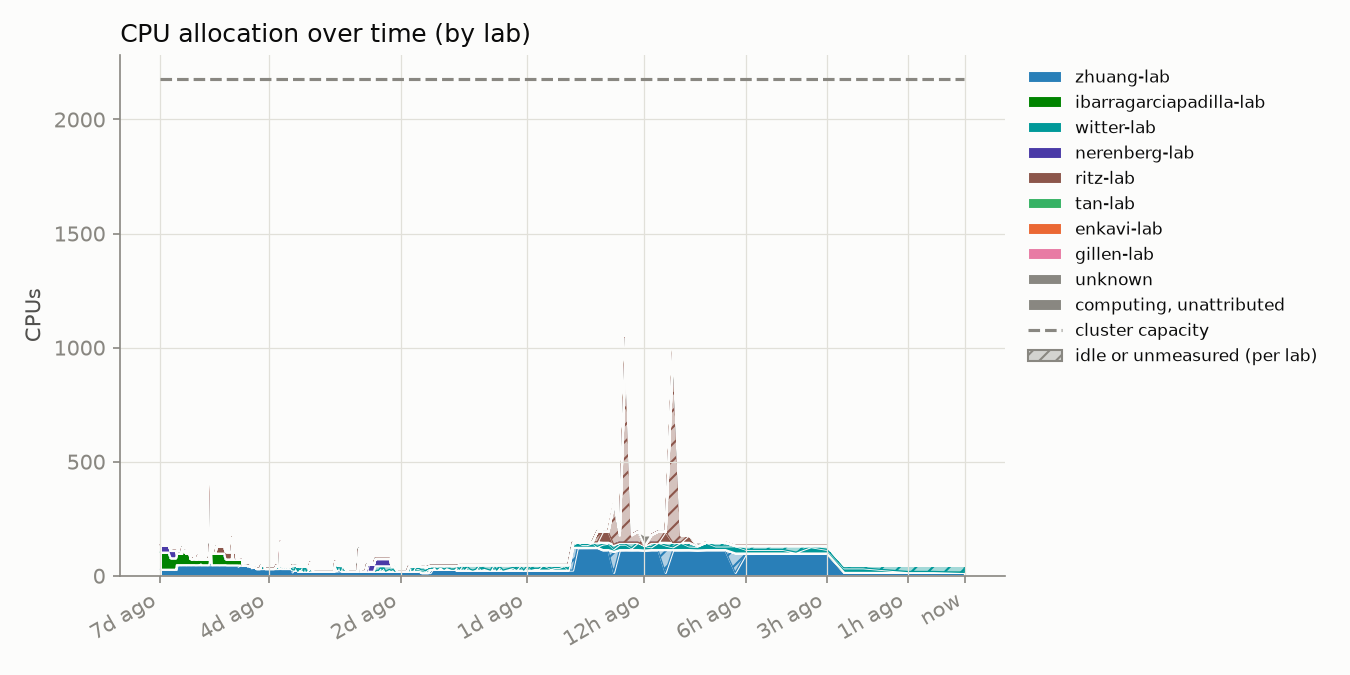 CPU allocation over time (by lab)
CPUs
2000
1500
1000
500
0
7d ago
4d ago
2d ago
1d ago
12h ago
6h ago
3h ago
1h ago
now
zhuang-lab
ibarragarciapadilla-lab
witter-lab
nerenberg-lab
ritz-lab
tan-lab
enkavi-lab
gillen-lab
unknown
computing, unattributed
cluster capacity
idle or unmeasured (per lab)